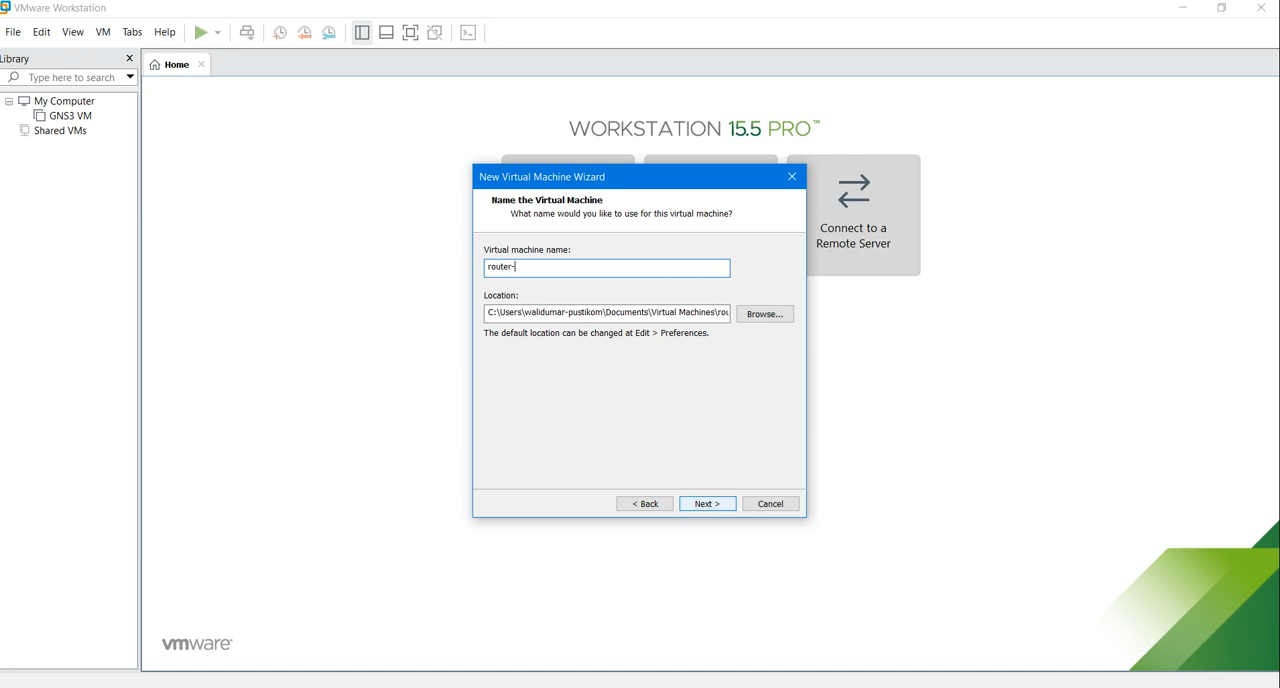 VMware Workstation
File Edit View VM Tabs Help
Library
Home
Type here to search
My Computer
GNS3 VM
Shared VMs
WORKSTATION 15.5 PRO™
New Virtual Machine Wizard
Name the Virtual Machine
What name would you like to use for this virtual machine?
Virtual machine name:
router-
Location:
C:\Users\walidumar-pustikom\Documents\Virtual Machines\rou
Browse...
The default location can be changed at Edit > Preferences.
< Back Next > Cancel
Connect to a
Remote Server
vmware®